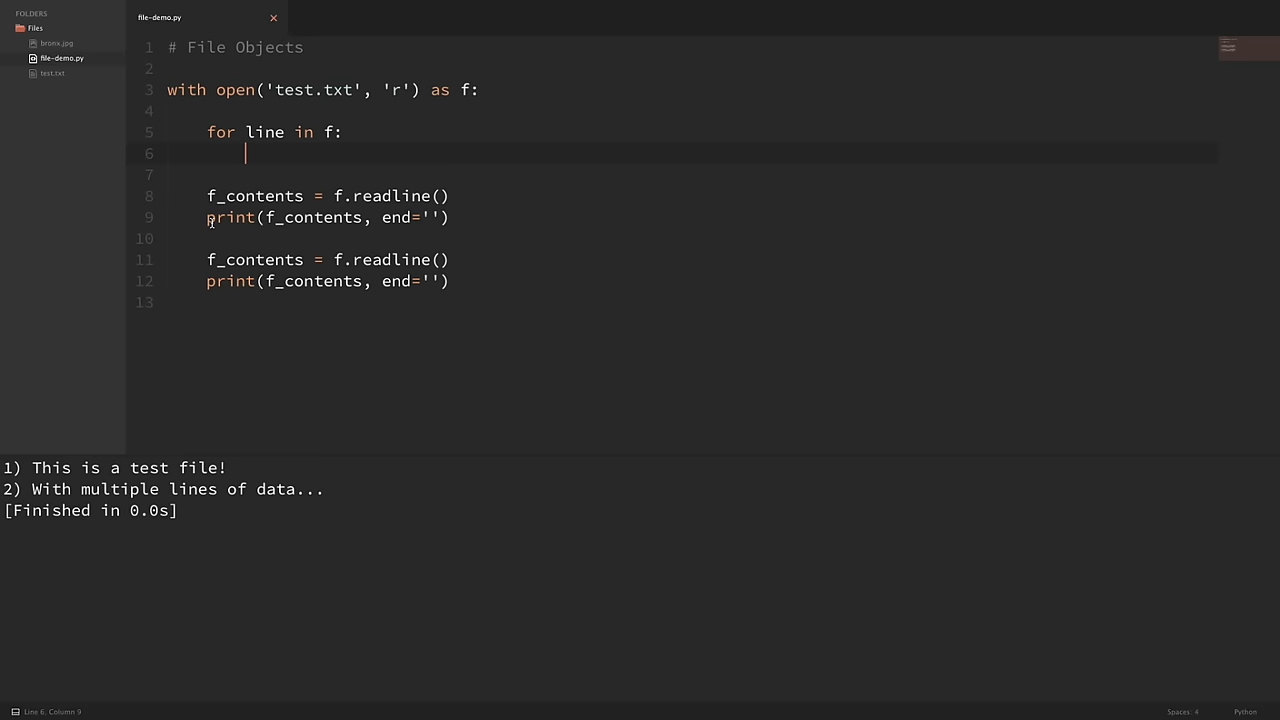 FOLDERS
Files
bronx.jpg
file-demo.py
test.txt
file-demo.py
1 # File Objects
2
3 with open('test.txt', 'r') as f:
4
5     for line in f:
6
7
8     f_contents = f.readline()
9     print(f_contents, end='')
10
11     f_contents = f.readline()
12     print(f_contents, end='')
13
1) This is a test file!
2) With multiple lines of data...
[Finished in 0.0s]
Line 6, Column 9
Spaces: 4
Python